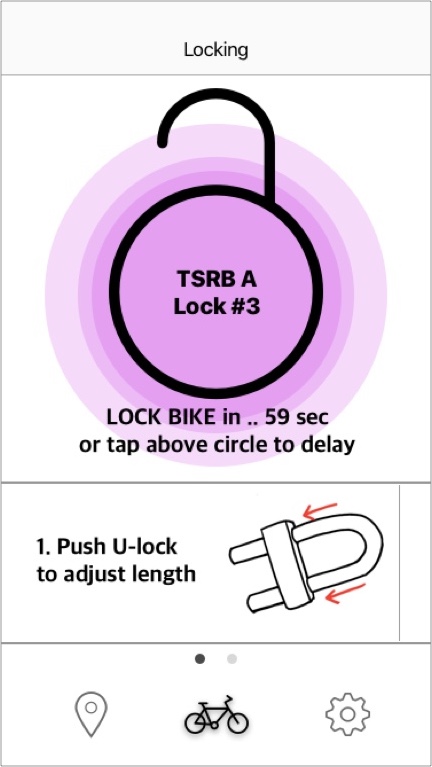 Locking
TSRB A
Lock #3
LOCK BIKE in .. 59 sec
or tap above circle to delay
1. Push U-lock
to adjust length